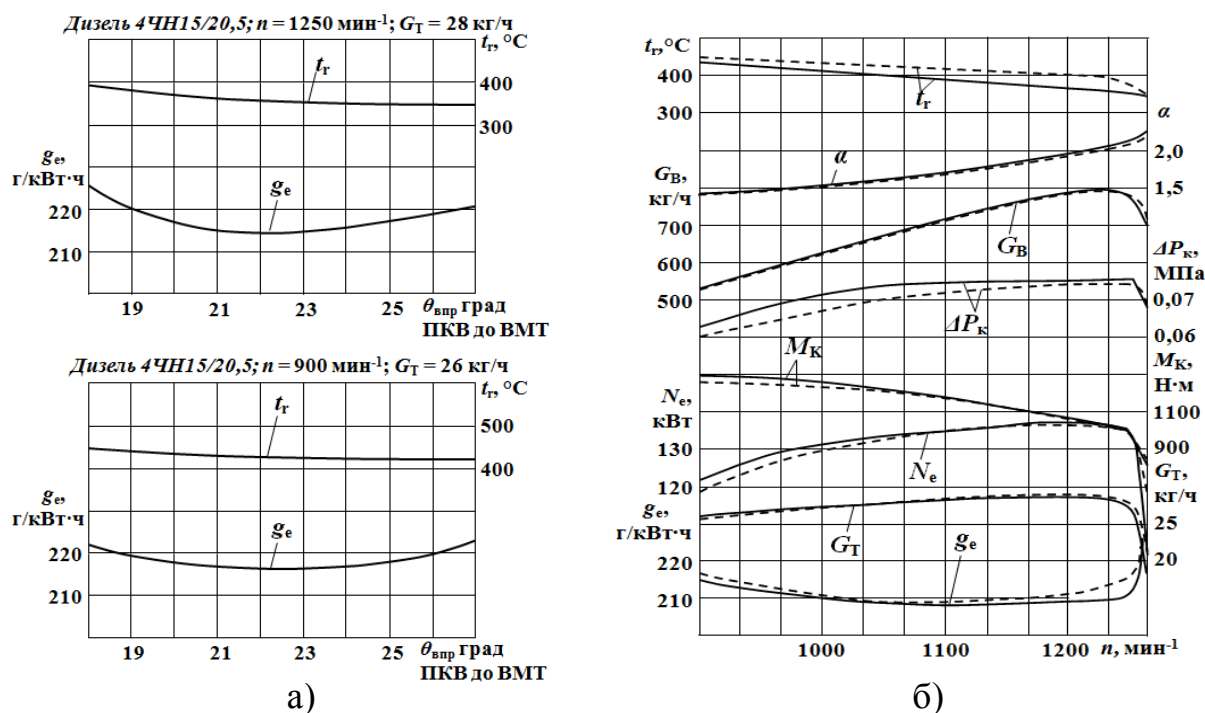 Дизель 4ЧН15/20,5; n = 1250 мин⁻¹; Gт = 28 кг/ч
tг, °C
tг
400
300
gе,
г/кВт·ч
gе
220
210
19
21
22
23
25
θвпр град
ПКВ до ВМТ
Дизель 4ЧН15/20,5; n = 900 мин⁻¹; Gт = 26 кг/ч
tг, °C
tг
500
400
gе,
г/кВт·ч
gе
220
210
19
21
22
23
25
θвпр град
ПКВ до ВМТ
а)
tг, °C
400
tг
300
α
α
2,0
Gв,
кг/ч
1,5
700
Gв
600
ΔPк,
МПа
500
0,07
ΔPк
0,06
Mк
Mк,
Н·м
Nе,
кВт
1100
130
900
Nе
120
Gт,
кг/ч
gе,
г/кВт·ч
25
Gт
gе
20
220
210
1000
1100
1200
n, мин⁻¹
б)